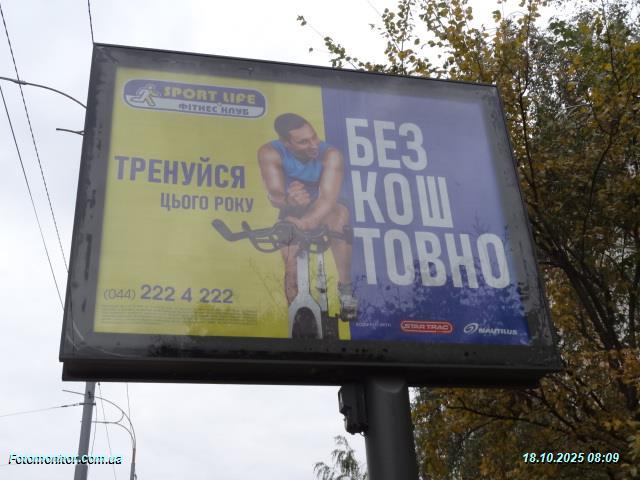 SPORT LIFE
ФІТНЕС КЛУБ
ТРЕНУЙСЯ
ЦЬОГО РОКУ
БЕЗ
КОШ
ТОВНО
(044) 222 4 222
STAR TRAC
NAUTILUS
Fotomonitor.Com.ua
18.10.2025 08:09